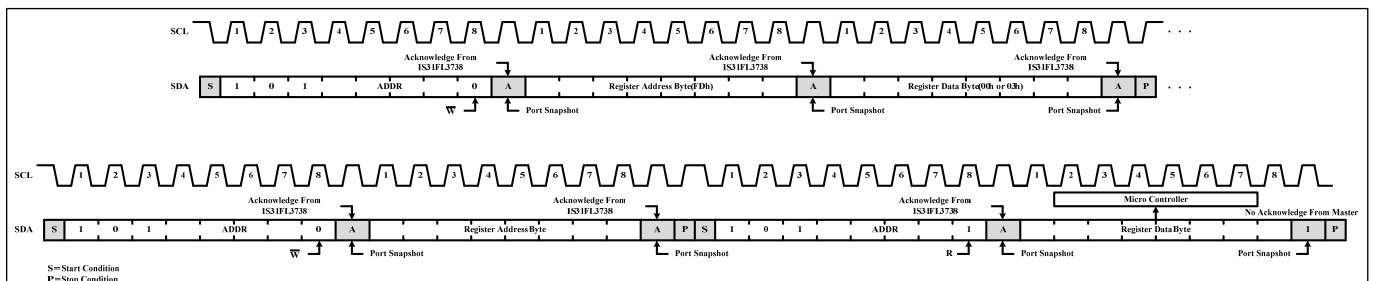 SCL 1 2 3 4 5 6 7 8 1 2 3 4 5 6 7 8 1 2 3 4 5 6 7 8 . . .
Acknowledge From Acknowledge From Acknowledge From
IS31FL3738 IS31FL3738 IS31FL3738
SDA S 1 0 1 ADDR 0 A Register Address Byte(FDh) A Register Data Byte(00h or 03h) A P . . .
W Port Snapshot Port Snapshot Port Snapshot
SCL 1 2 3 4 5 6 7 8 1 2 3 4 5 6 7 8 1 2 3 4 5 6 7 8 1 2 3 4 5 6 7 8
Acknowledge From Acknowledge From Acknowledge From Micro Controller
IS31FL3738 IS31FL3738 IS31FL3738 No Acknowledge From Master
SDA S 1 0 1 ADDR 0 A Register Address Byte A P S 1 0 1 ADDR 1 A Register Data Byte 1 P
W Port Snapshot Port Snapshot R Port Snapshot Port Snapshot
S=Start Condition
P=Stop Condition